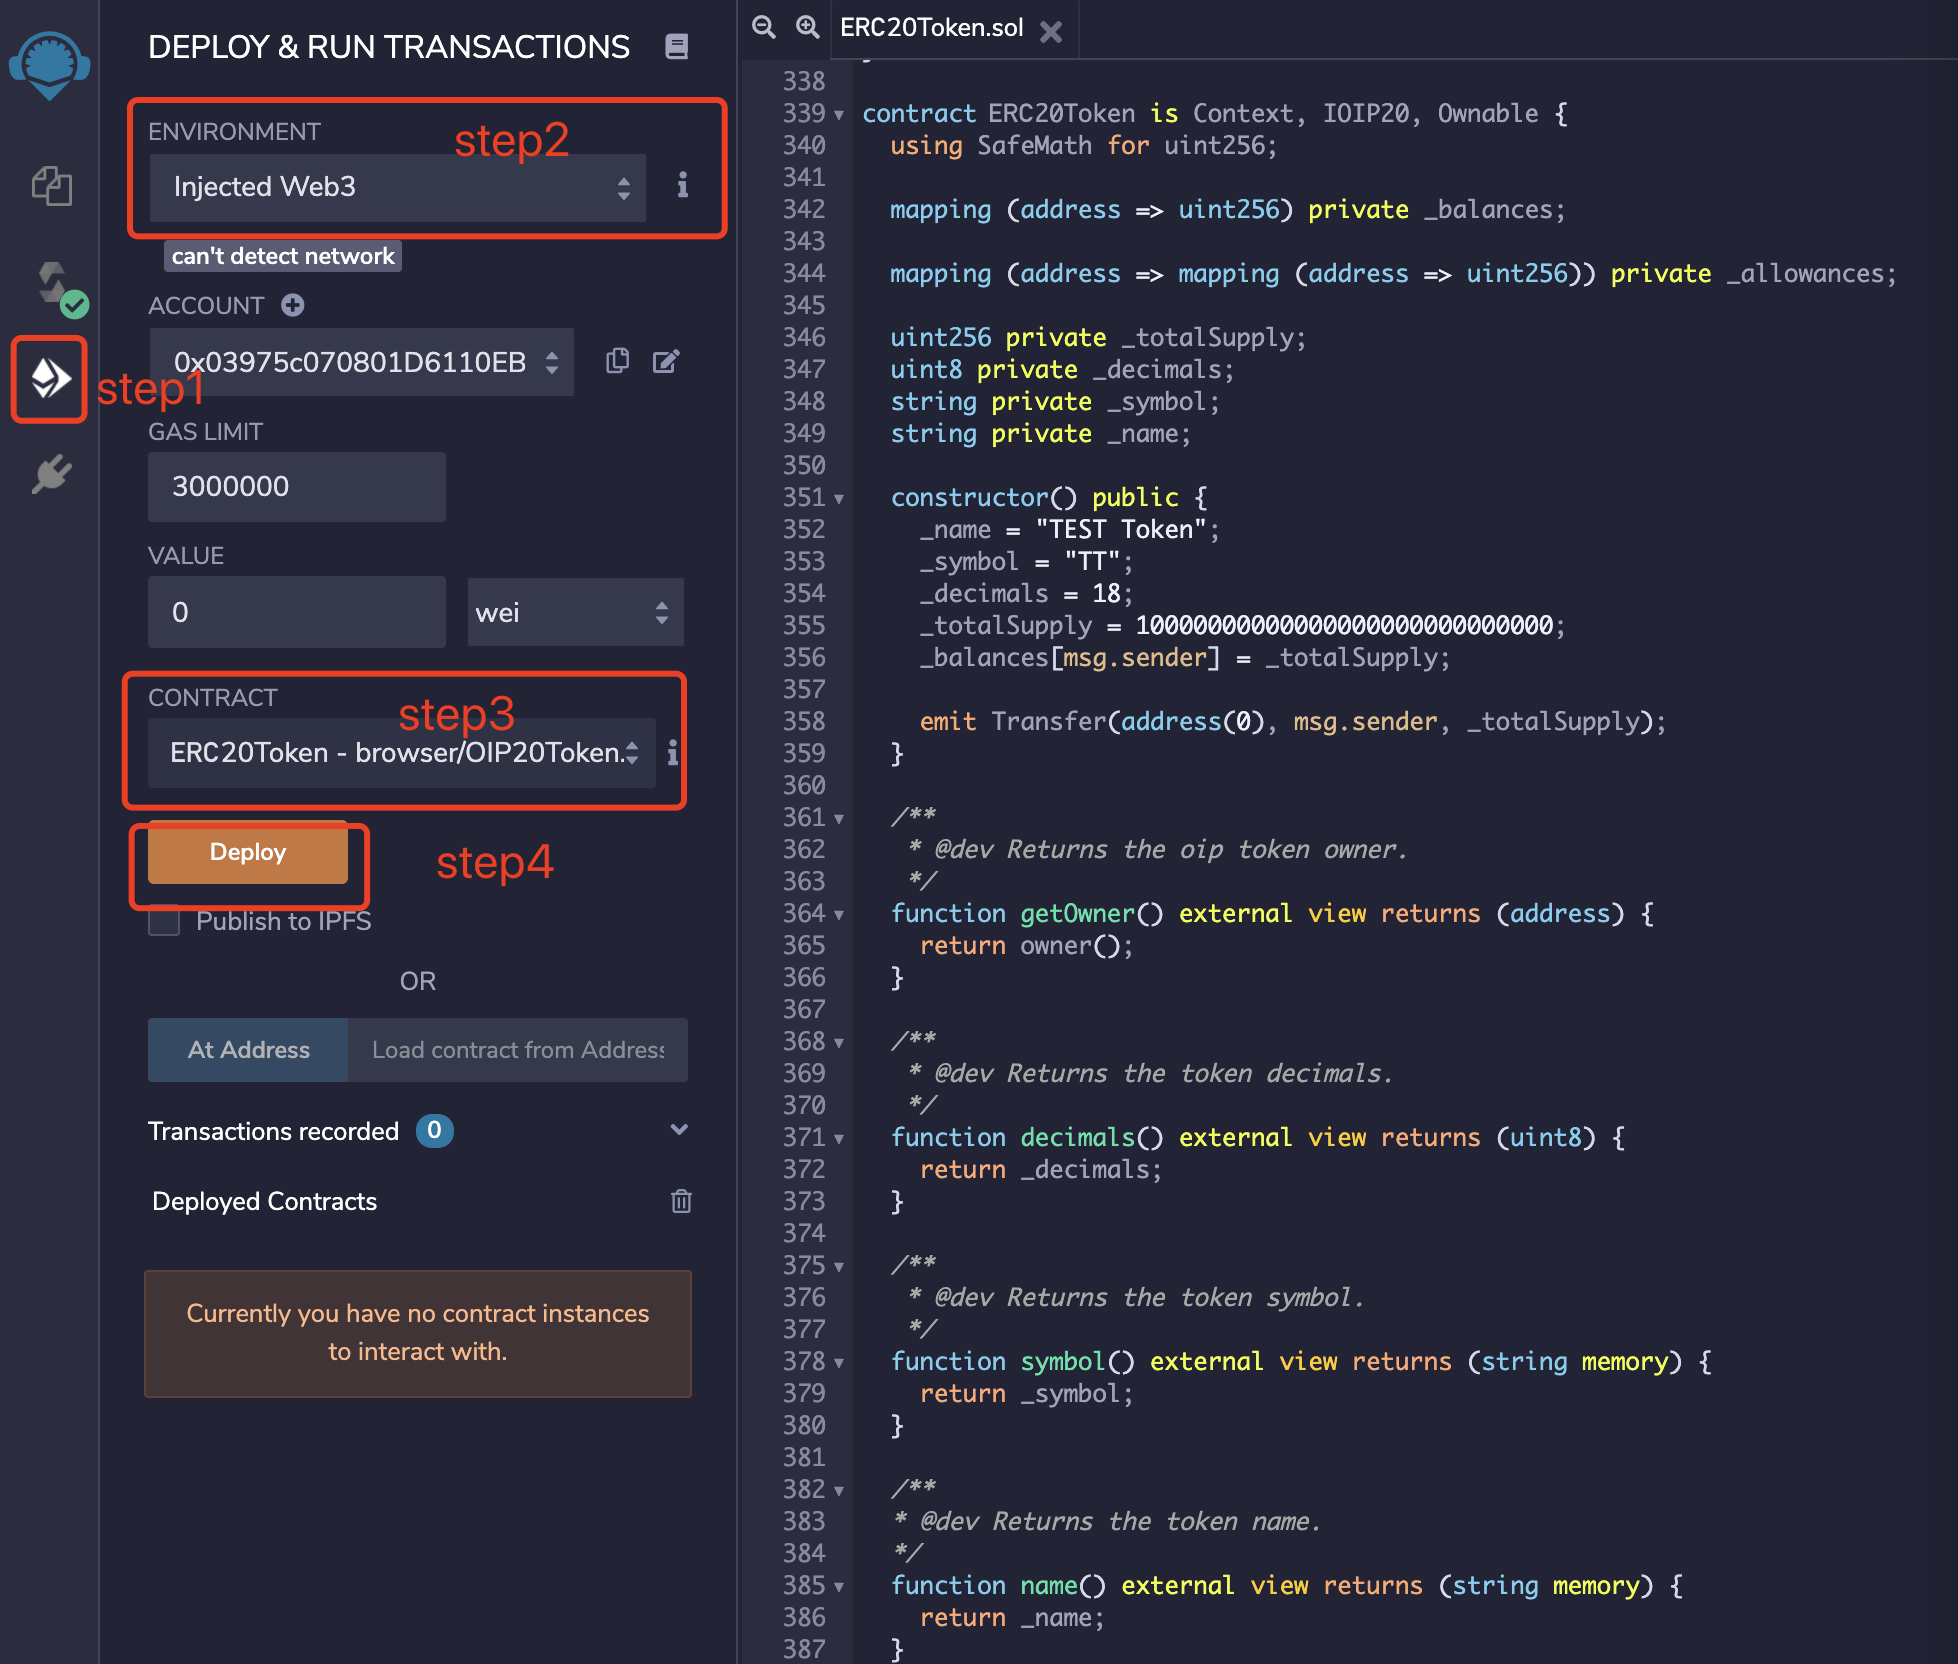 DEPLOY & RUN TRANSACTIONS
ENVIRONMENT
step2
Injected Web3
can't detect network
ACCOUNT
0x03975c070801D6110EB
step1
GAS LIMIT
3000000
VALUE
0
wei
CONTRACT
step3
ERC20Token - browser/OIP20Token.
Deploy
step4
Publish to IPFS
OR
At Address
Load contract from Address
Transactions recorded 0
Deployed Contracts
Currently you have no contract instances
to interact with.
ERC20Token.sol
338
339 contract ERC20Token is Context, IOIP20, Ownable {
340 using SafeMath for uint256;
341
342 mapping (address => uint256) private _balances;
343
344 mapping (address => mapping (address => uint256)) private _allowances;
345
346 uint256 private _totalSupply;
347 uint8 private _decimals;
348 string private _symbol;
349 string private _name;
350
351 constructor() public {
352 _name = "TEST Token";
353 _symbol = "TT";
354 _decimals = 18;
355 _totalSupply = 10000000000000000000000000000;
356 _balances[msg.sender] = _totalSupply;
357
358 emit Transfer(address(0), msg.sender, _totalSupply);
359 }
360
361 /**
362 * @dev Returns the oip token owner.
363 */
364 function getOwner() external view returns (address) {
365 return owner();
366 }
367
368 /**
369 * @dev Returns the token decimals.
370 */
371 function decimals() external view returns (uint8) {
372 return _decimals;
373 }
374
375 /**
376 * @dev Returns the token symbol.
377 */
378 function symbol() external view returns (string memory) {
379 return _symbol;
380 }
381
382 /**
383 * @dev Returns the token name.
384 */
385 function name() external view returns (string memory) {
386 return _name;
387 }